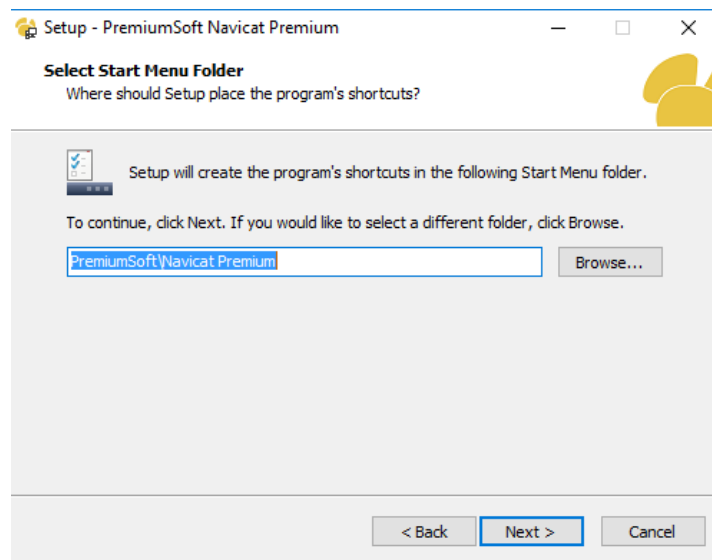 Setup - PremiumSoft Navicat Premium
Select Start Menu Folder
Where should Setup place the program's shortcuts?
Setup will create the program's shortcuts in the following Start Menu folder.
To continue, click Next. If you would like to select a different folder, click Browse.
PremiumSoft\Navicat Premium
Browse...
< Back
Next >
Cancel